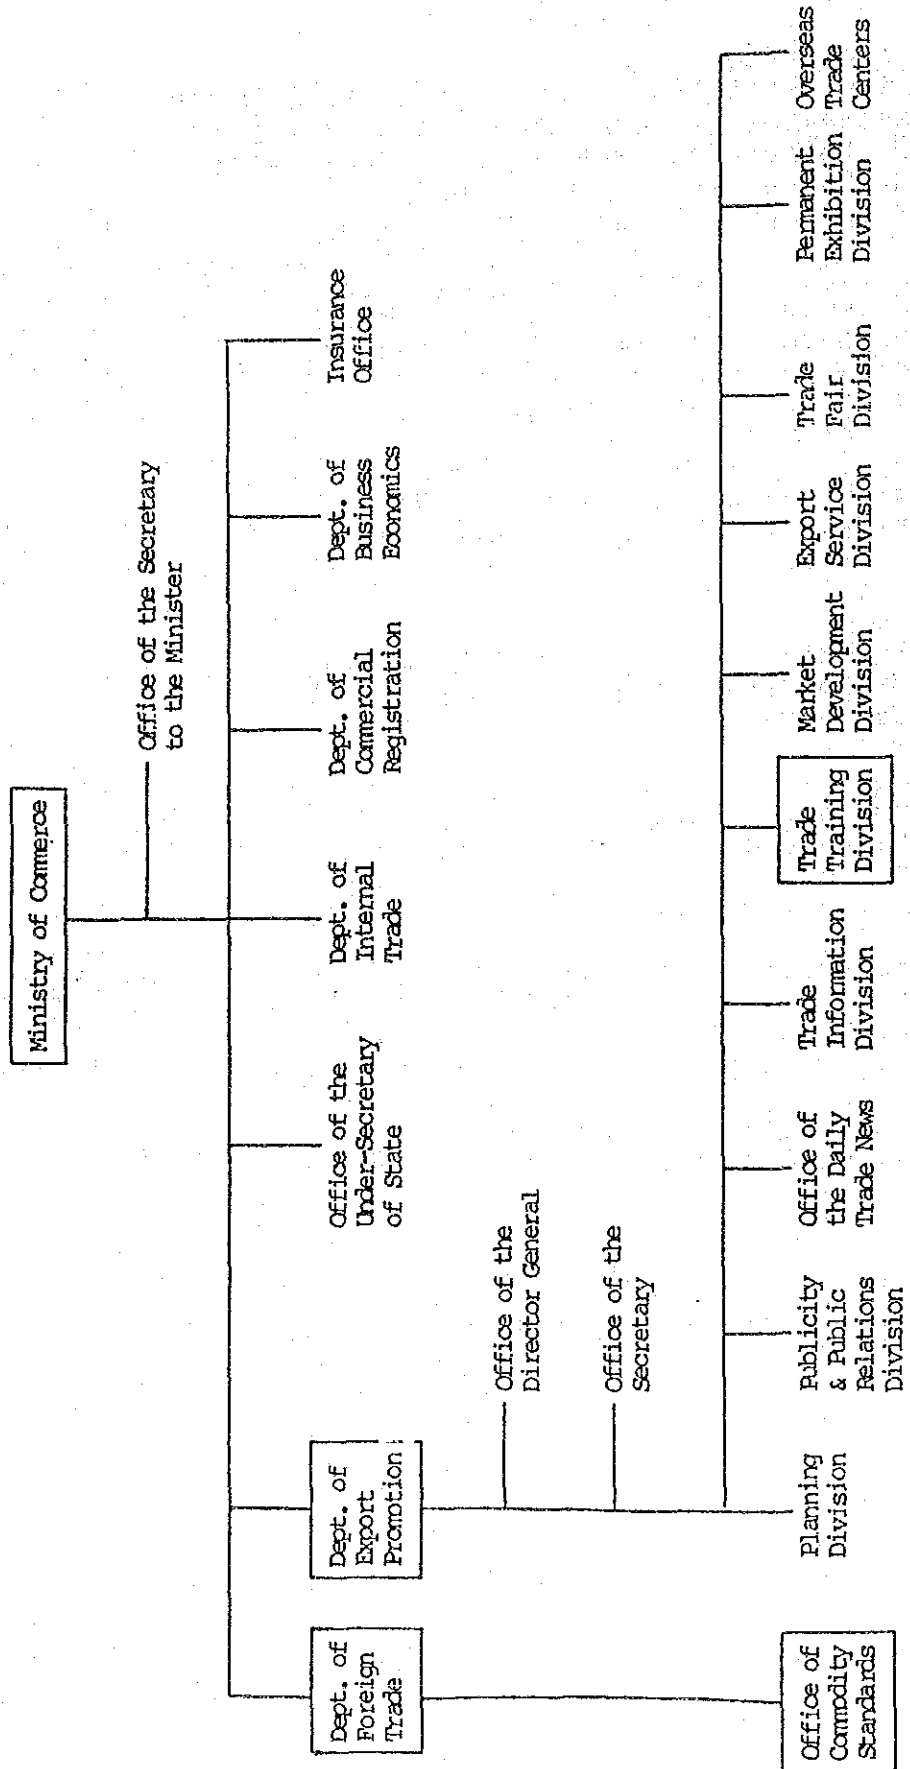 Ministry of Commerce
Office of the Secretary
to the Minister
Dept. of
Foreign
Trade
Dept. of
Export
Promotion
Office of the
Under-Secretary
of State
Dept. of
Internal
Trade
Dept. of
Commercial
Registration
Dept. of
Business
Economics
Insurance
Office
Office of the
Director General
Office of the
Secretary
Office of
Commodity
Standards
Planning
Division
Publicity
& Public
Relations
Division
Office of
the Daily
Trade News
Trade
Information
Division
Trade
Training
Division
Market
Development
Division
Export
Service
Division
Trade
Fair
Division
Permanent
Exhibition
Division
Overseas
Trade
Centers